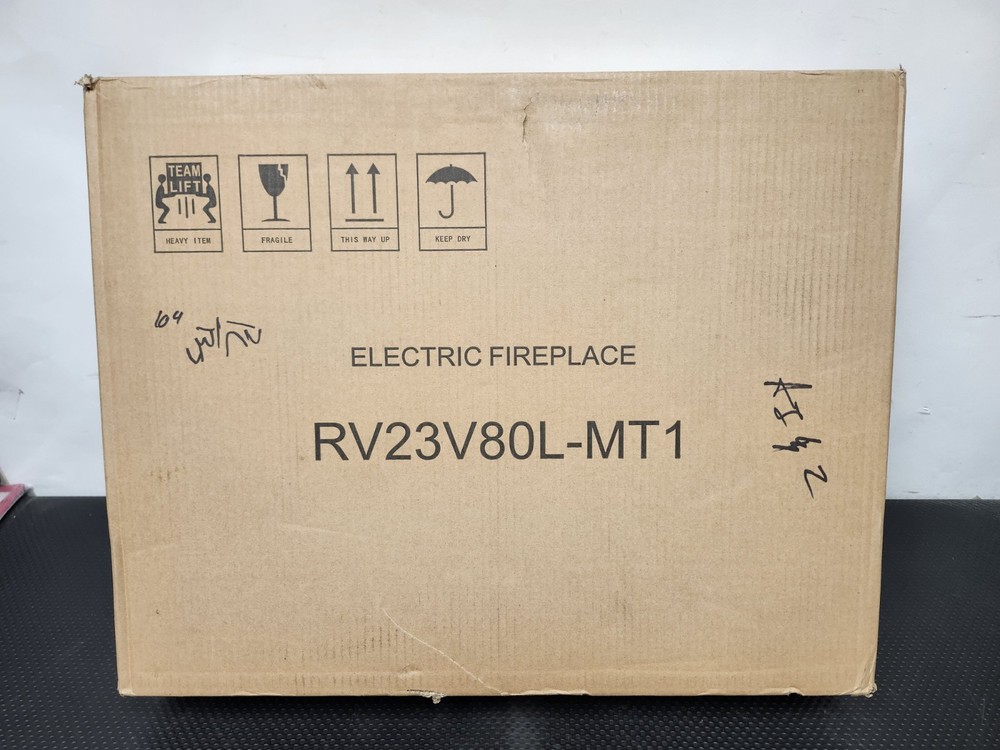 TEAM
LIFT
HEAVY ITEM
FRAGILE
THIS WAY UP
KEEP DRY
ELECTRIC FIREPLACE
RV23V80L-MT1